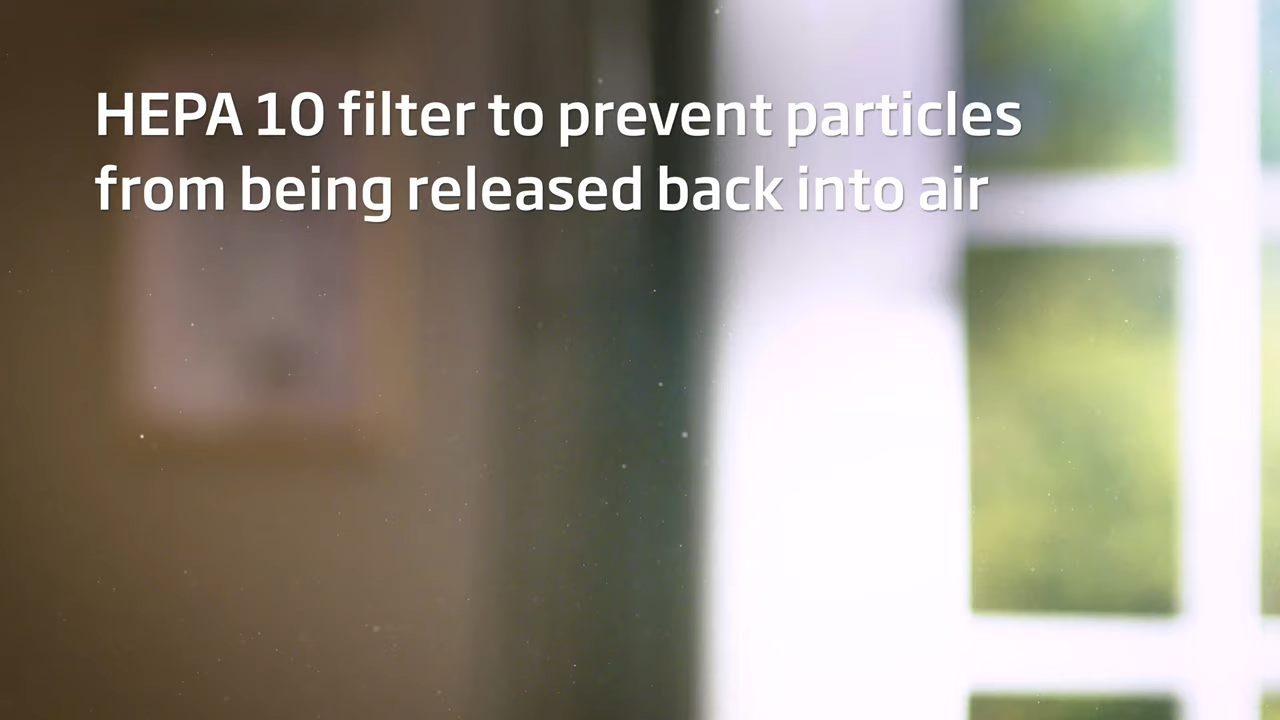 HEPA 10 filter to prevent particles
from being released back into air